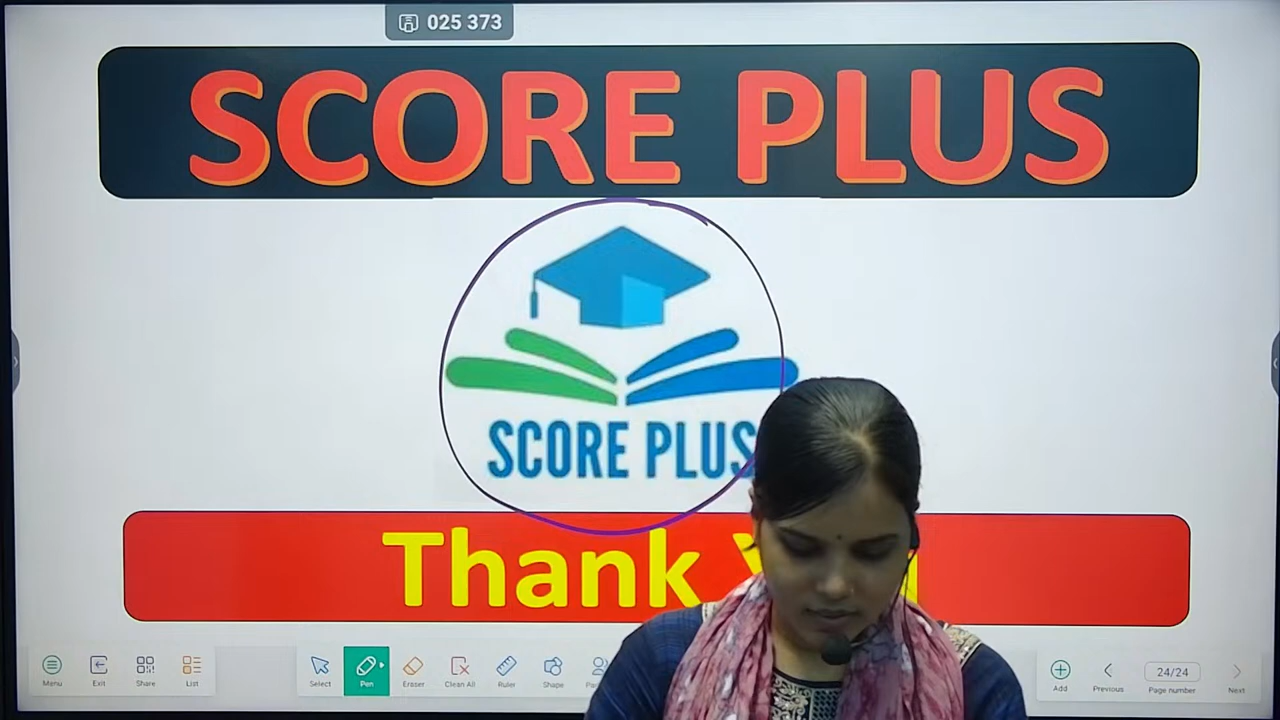 025 373
SCORE PLUS
SCORE PLUS
Thank
Menu Exit Share List Select Pen Eraser Clean All Ruler Shape Add Previous 24/24 Page number Next